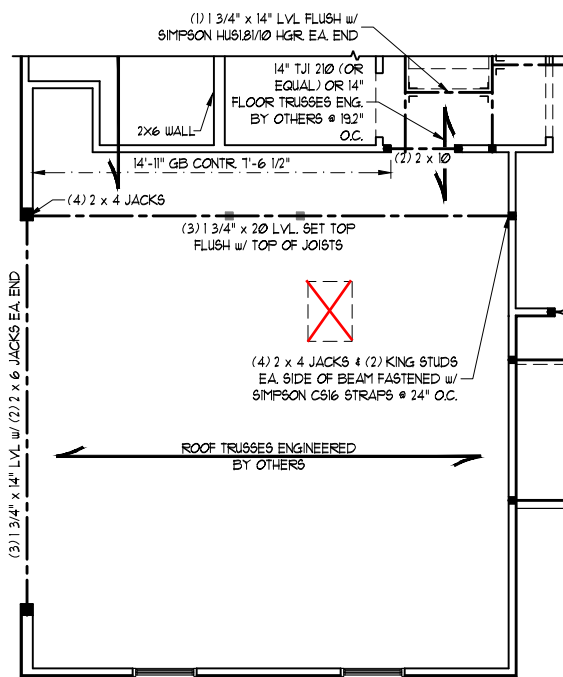 (1) 1 3/4" x 14" LVL FLUSH w/
SIMPSON HUS1.81/10 HGR. EA. END
14" TJI 210 (OR
EQUAL) OR 14"
FLOOR TRUSSES ENG.
BY OTHERS @ 19.2"
O.C.
2X6 WALL
14'-11" GB CONTR. 7'-6 1/2"
(2) 2 x 10
(4) 2 x 4 JACKS
(3) 1 3/4" x 20 LVL. SET TOP
FLUSH w/ TOP OF JOISTS
(3) 1 3/4" x 14" LVL w/ (2) 2 x 6 JACKS EA. END
(4) 2 x 4 JACKS & (2) KING STUDS
EA. SIDE OF BEAM FASTENED w/
SIMPSON CS16 STRAPS @ 24" O.C.
ROOF TRUSSES ENGINEERED
BY OTHERS